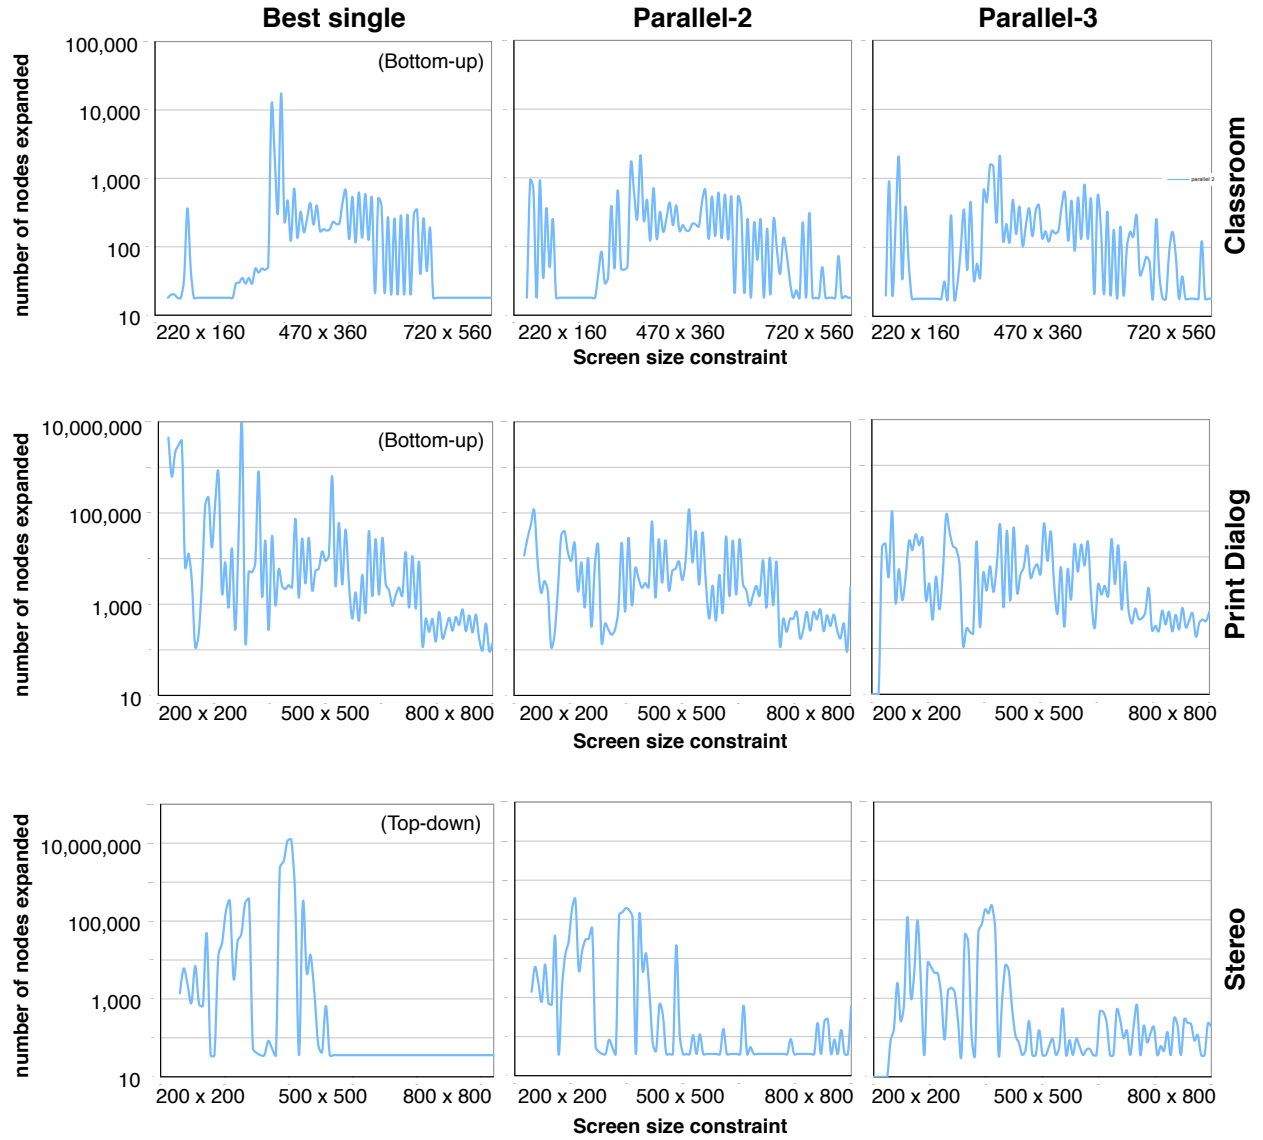 Best single Parallel-2 Parallel-3
number of nodes expanded
100,000
10,000
1,000
100
10
(Bottom-up)
parallel 2
Classroom
220 x 160 470 x 360 720 x 560 220 x 160 470 x 360 720 x 560 220 x 160 470 x 360 720 x 560
Screen size constraint
number of nodes expanded
10,000,000
100,000
1,000
10
(Bottom-up)
Print Dialog
200 x 200 500 x 500 800 x 800 200 x 200 500 x 500 800 x 800 200 x 200 500 x 500 800 x 800
Screen size constraint
number of nodes expanded
10,000,000
100,000
1,000
10
(Top-down)
Stereo
200 x 200 500 x 500 800 x 800 200 x 200 500 x 500 800 x 800 200 x 200 500 x 500 800 x 800
Screen size constraint